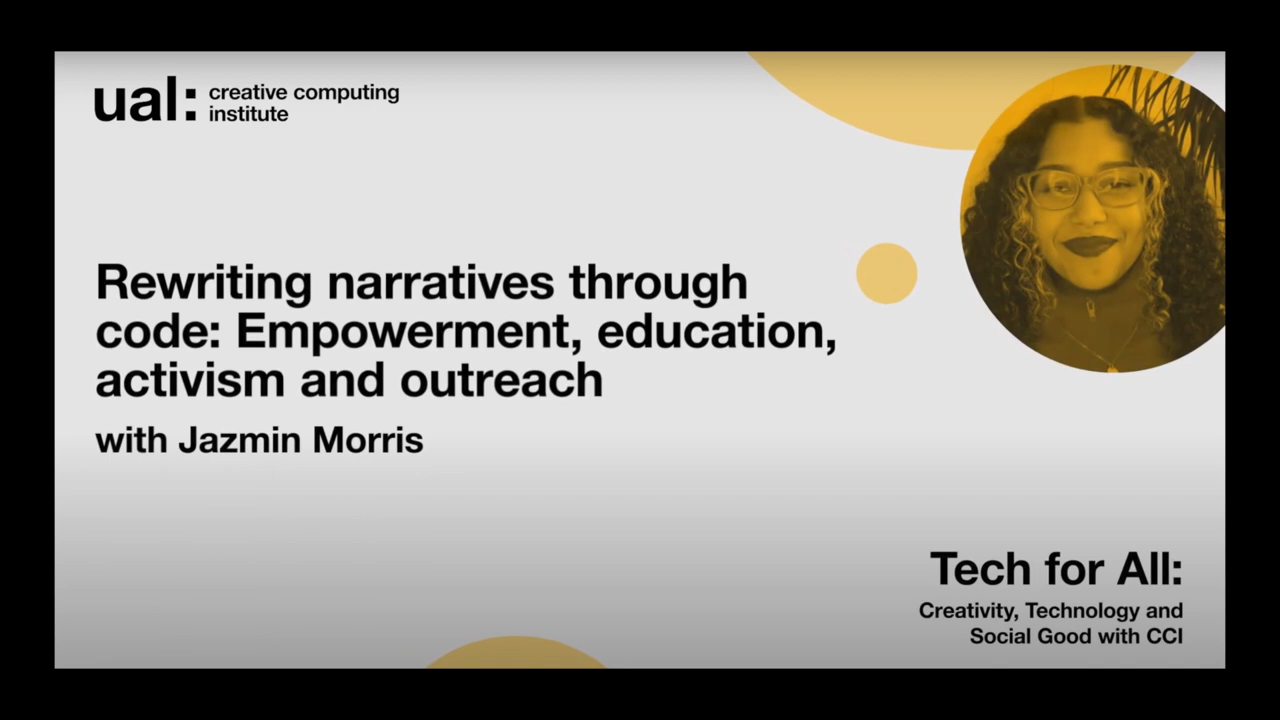 ual: creative computing
institute
Rewriting narratives through
code: Empowerment, education,
activism and outreach
with Jazmin Morris
Tech for All:
Creativity, Technology and
Social Good with CCI